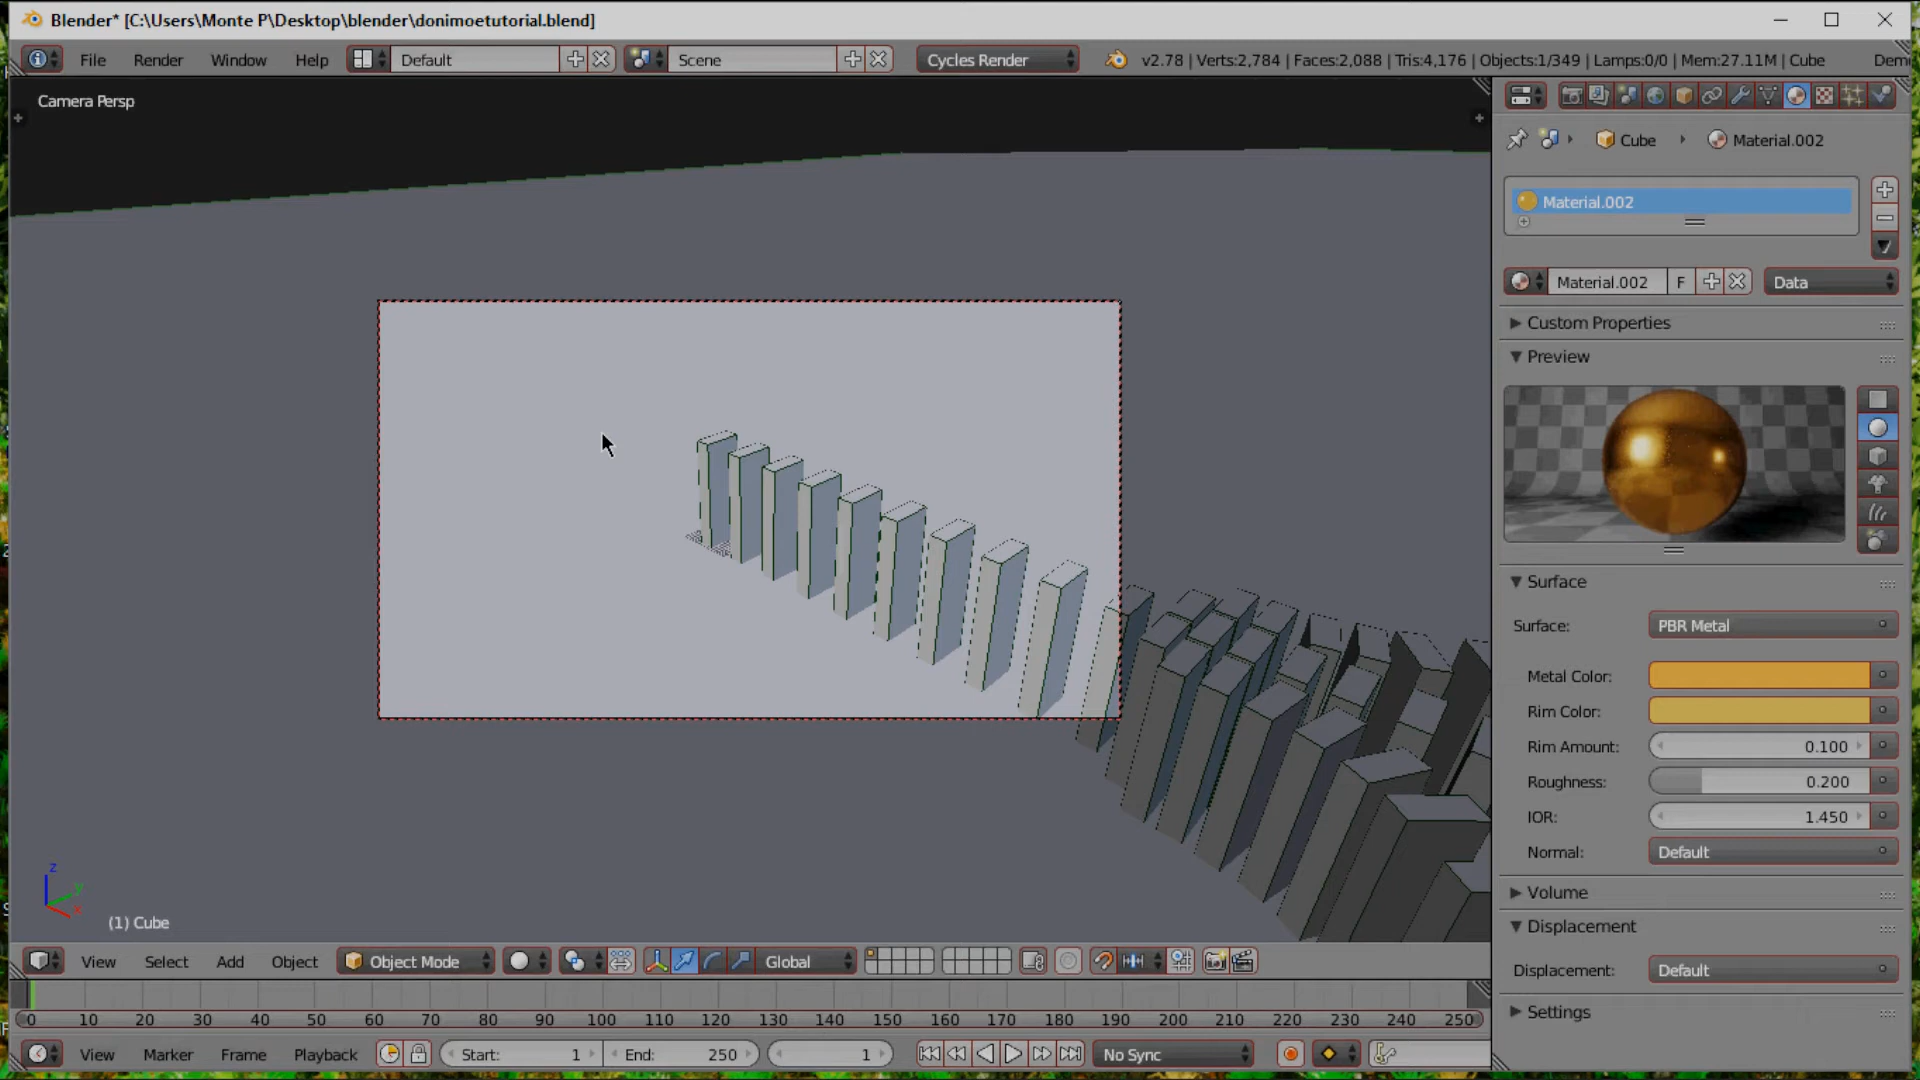 Blender* [C:\Users\Monte P\Desktop\blender\donimoetutorial.blend]
File Render Window Help Default Scene Cycles Render v2.78 | Verts:2,784 | Faces:2,088 | Tris:4,176 | Objects:1/349 | Lamps:0/0 | Mem:27.11M | Cube Dem
Camera Persp
Cube Material.002
Material.002
Material.002 F Data
Custom Properties
Preview
Surface
Surface: PBR Metal
Metal Color:
Rim Color:
Rim Amount: 0.100
Roughness: 0.200
IOR: 1.450
Normal: Default
Volume
Displacement
Displacement: Default
Settings
z
y
x
(1) Cube
View Select Add Object Object Mode Global
0 10 20 30 40 50 60 70 80 90 100 110 120 130 140 150 160 170 180 190 200 210 220 230 240 250
View Marker Frame Playback Start: 1 End: 250 1 No Sync